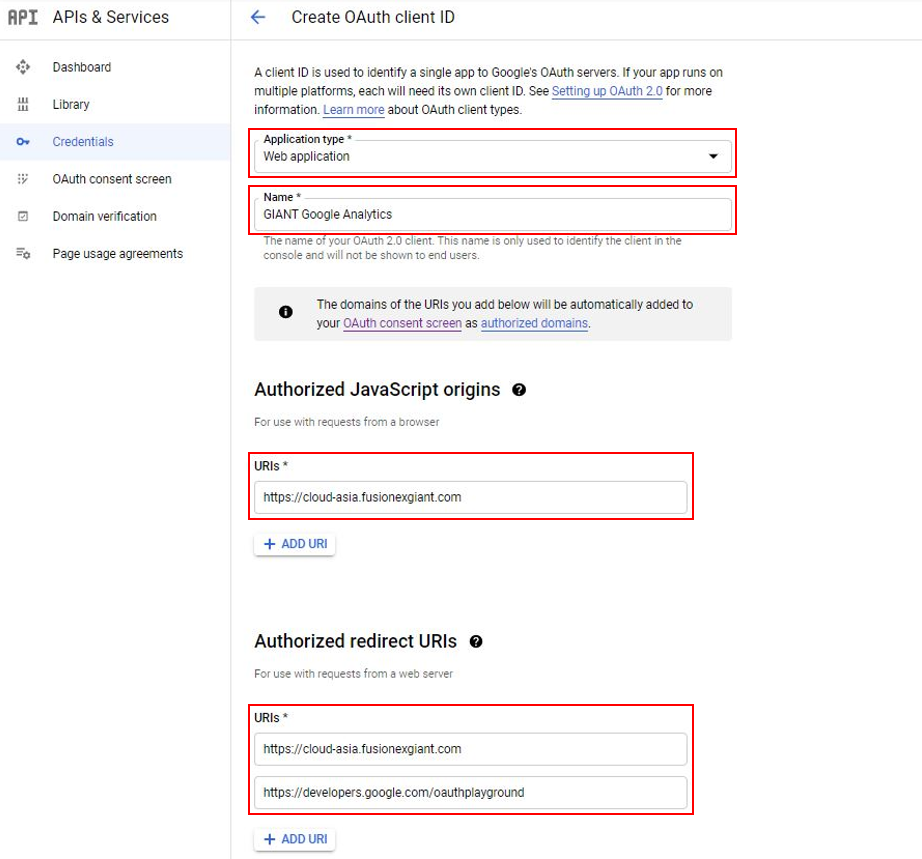 API APIs & Services
Create OAuth client ID
Dashboard
Library
Credentials
OAuth consent screen
Domain verification
Page usage agreements
A client ID is used to identify a single app to Google's OAuth servers. If your app runs on
multiple platforms, each will need its own client ID. See Setting up OAuth 2.0 for more
information. Learn more about OAuth client types.
Application type *
Web application
Name *
GIANT Google Analytics
The name of your OAuth 2.0 client. This name is only used to identify the client in the
console and will not be shown to end users.
The domains of the URIs you add below will be automatically added to
your OAuth consent screen as authorized domains.
Authorized JavaScript origins
For use with requests from a browser
URIs *
https://cloud-asia.fusionexgiant.com
+ ADD URI
Authorized redirect URIs
For use with requests from a web server
URIs *
https://cloud-asia.fusionexgiant.com
https://developers.google.com/oauthplayground
+ ADD URI